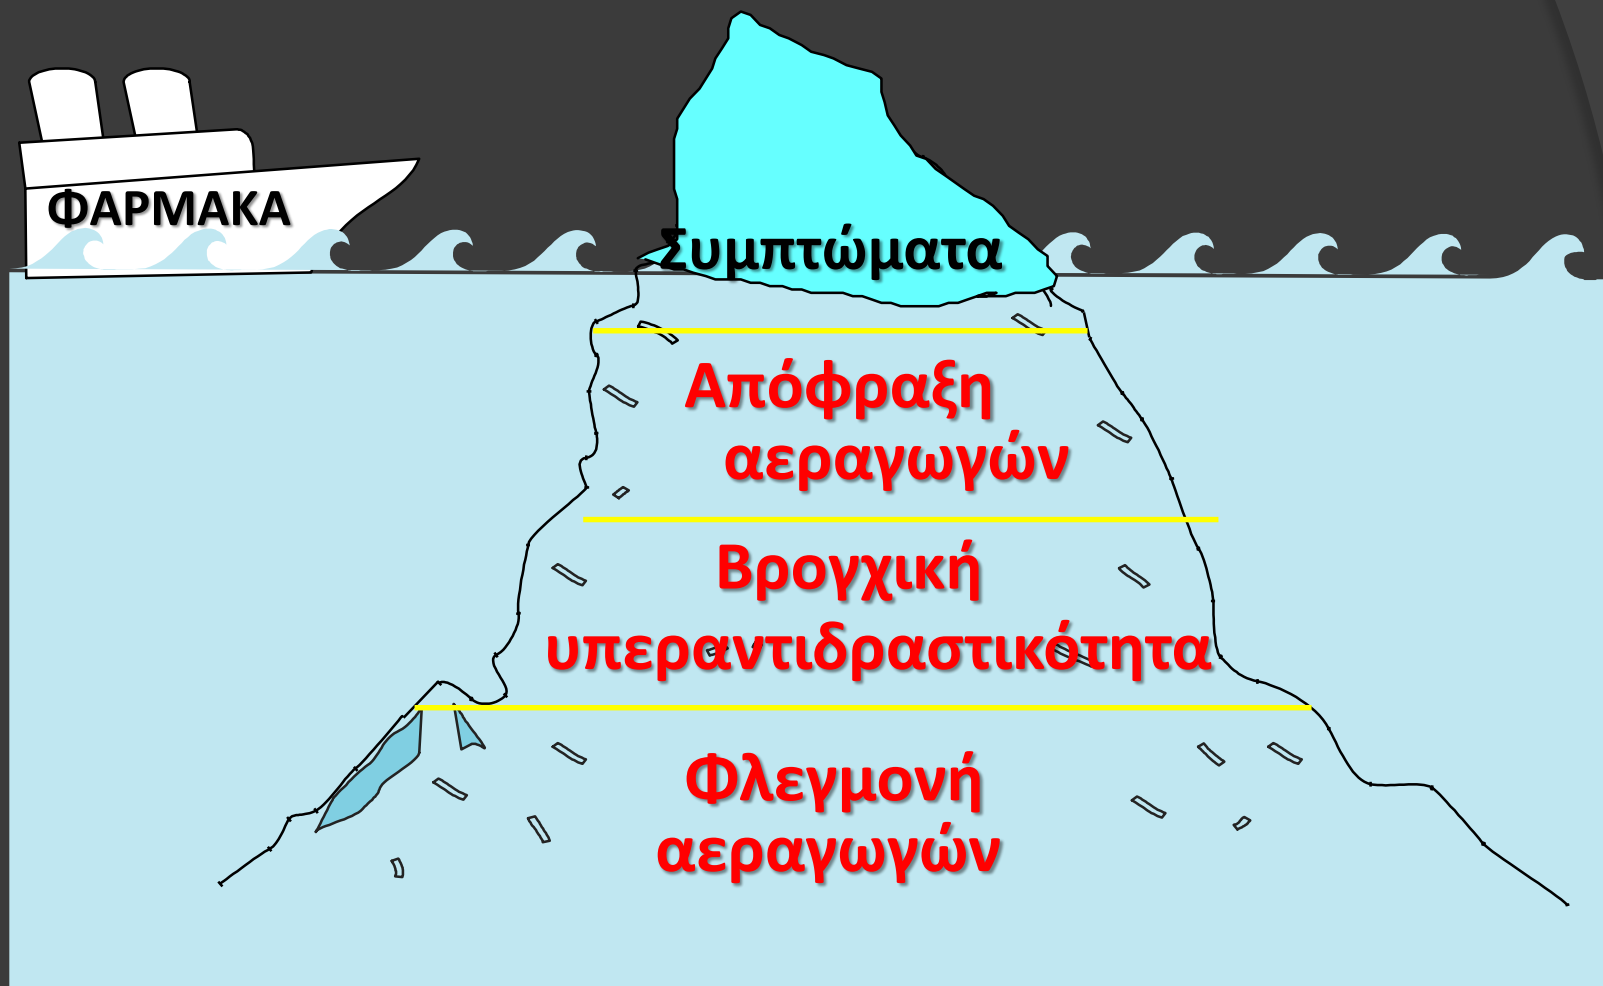 ΦΑΡΜΑΚΑ
Συμπτώματα
Απόφραξη
αεραγωγών
Βρογχική
υπεραντιδραστικότητα
Φλεγμονή
αεραγωγών